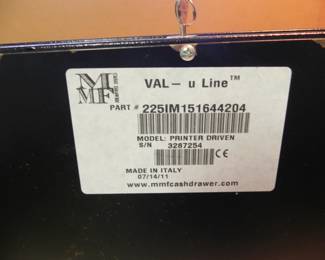 MMF
VAL– u Line™
PART # 225IM151644204
MODEL: PRINTER DRIVEN
S/N 3287254
CE
MADE IN ITALY
07/14/11
www.mmfcashdrawer.com